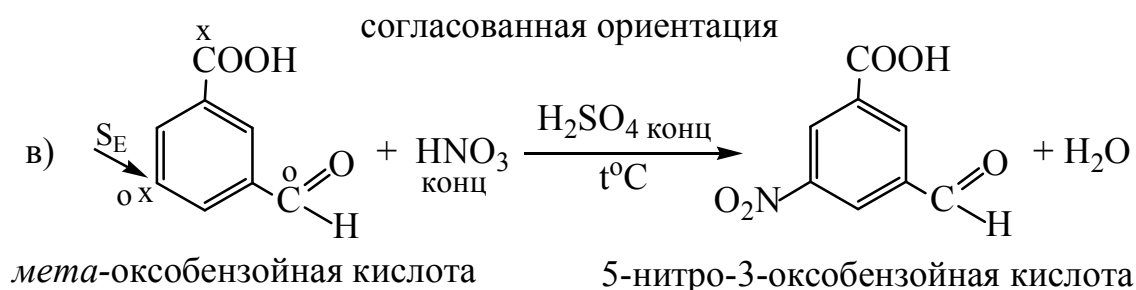 согласованная ориентация
x
COOH
COOH
в)
S_E
o x
o
C
O
H
+ HNO₃
конц
H₂SO₄ конц
t°C
O₂N
C
O
H
+ H₂O
мета-оксобензойная кислота
5-нитро-3-оксобензойная кислота